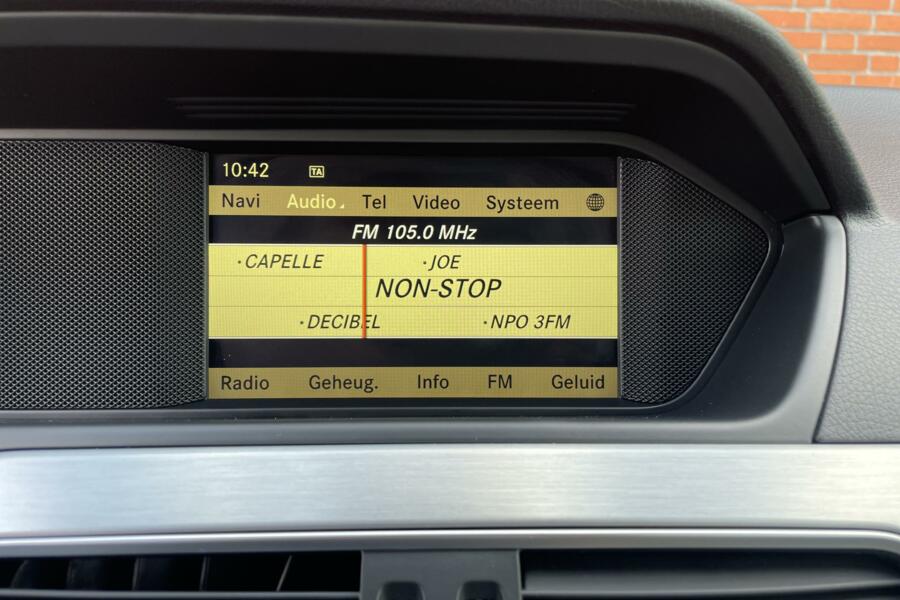 10:42 TA
Navi Audio Tel Video Systeem
FM 105.0 MHz
·CAPELLE ·JOE
NON-STOP
·DECIBEL ·NPO 3FM
Radio Geheug. Info FM Geluid